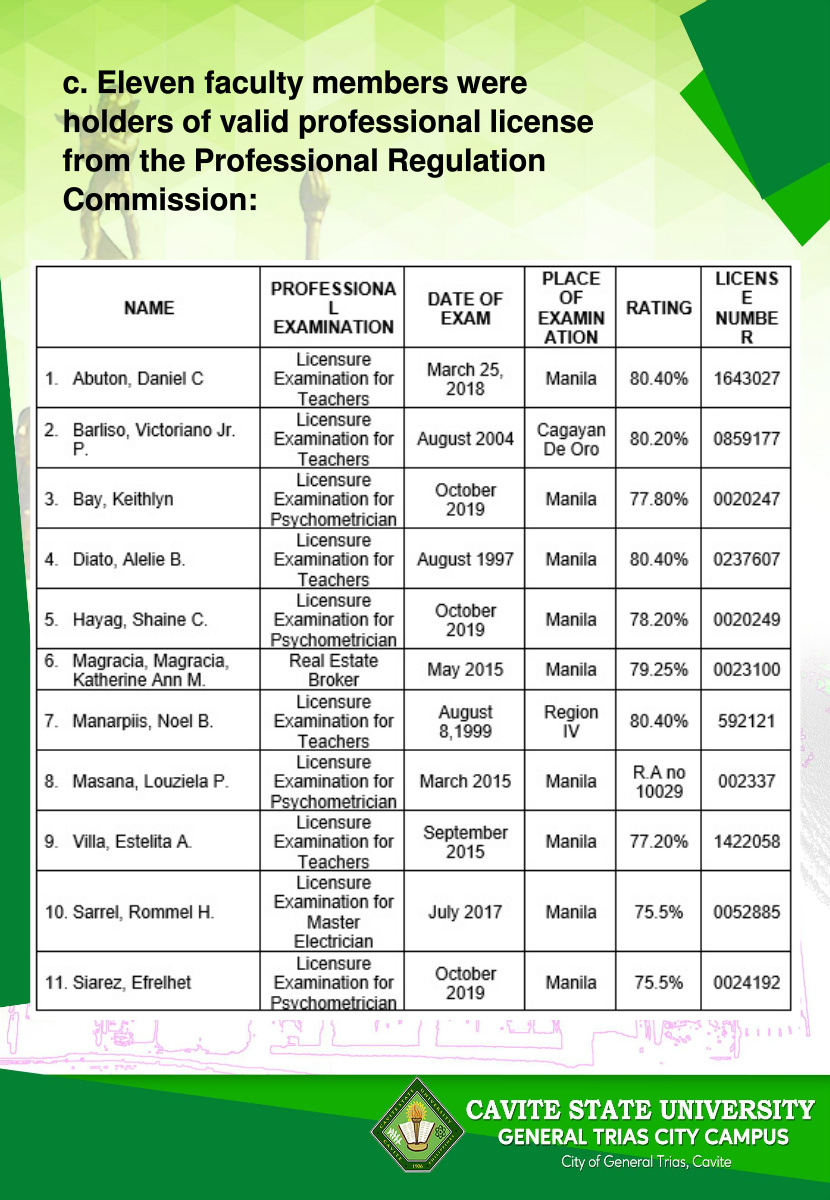 c. Eleven faculty members were
holders of valid professional license
from the Professional Regulation
Commission:
NAME
PROFESSIONA
L
EXAMINATION
DATE OF
EXAM
PLACE
OF
EXAMIN
ATION
RATING
LICENS
E
NUMBE
R
1. Abuton, Daniel C
Licensure
Examination for
Teachers
March 25,
2018
Manila
80.40%
1643027
2. Barliso, Victoriano Jr.
P.
Licensure
Examination for
Teachers
August 2004
Cagayan
De Oro
80.20%
0859177
3. Bay, Keithlyn
Licensure
Examination for
Psychometrician
October
2019
Manila
77.80%
0020247
4. Diato, Alelie B.
Licensure
Examination for
Teachers
August 1997
Manila
80.40%
0237607
5. Hayag, Shaine C.
Licensure
Examination for
Psychometrician
October
2019
Manila
78.20%
0020249
6. Magracia, Magracia,
Katherine Ann M.
Real Estate
Broker
May 2015
Manila
79.25%
0023100
7. Manarpiis, Noel B.
Licensure
Examination for
Teachers
August
8,1999
Region
IV
80.40%
592121
8. Masana, Louziela P.
Licensure
Examination for
Psychometrician
March 2015
Manila
R.A no
10029
002337
9. Villa, Estelita A.
Licensure
Examination for
Teachers
September
2015
Manila
77.20%
1422058
10. Sarrel, Rommel H.
Licensure
Examination for
Master
Electrician
July 2017
Manila
75.5%
0052885
11. Siarez, Efrelhet
Licensure
Examination for
Psychometrician
October
2019
Manila
75.5%
0024192
CAVITE STATE UNIVERSITY
GENERAL TRIAS CITY CAMPUS
City of General Trias, Cavite
1906